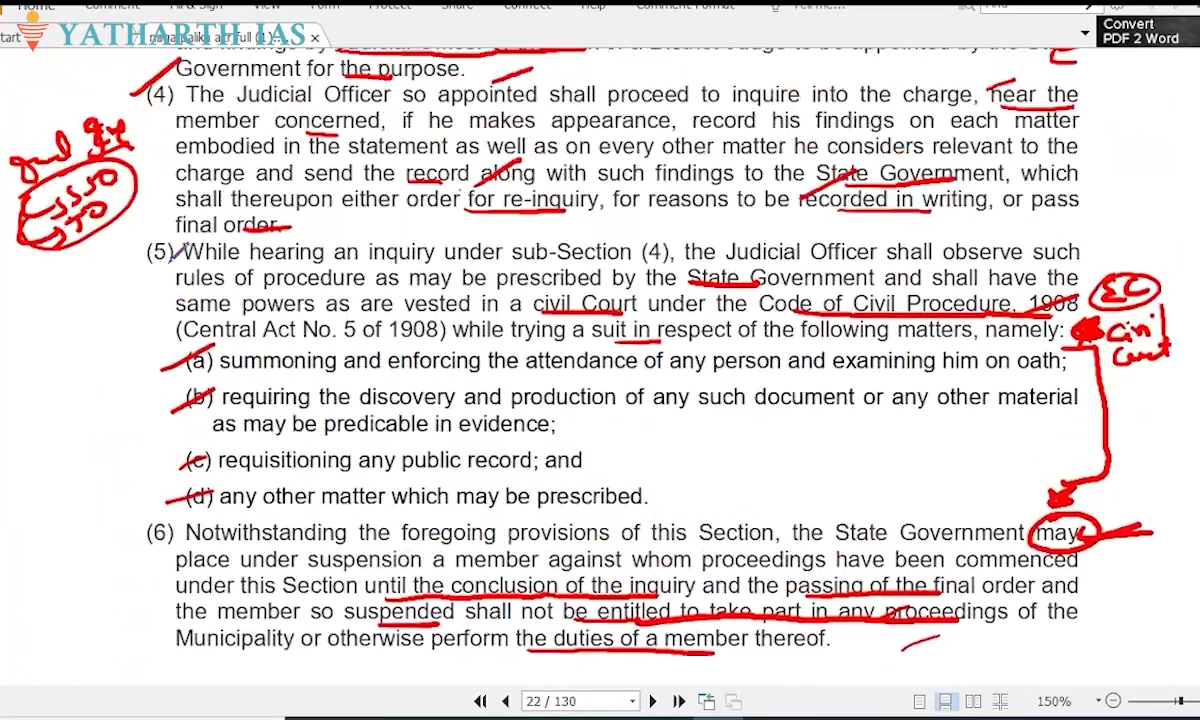 Home Comment Protect Share Connect Help Comment Format Tell me...
tart YATHARTH IAS full (1)... ×
Convert
PDF 2 Word
Government for the purpose.
(4) The Judicial Officer so appointed shall proceed to inquire into the charge, hear the
member concerned, if he makes appearance, record his findings on each matter
embodied in the statement as well as on every other matter he considers relevant to the
charge and send the record along with such findings to the State Government, which
shall thereupon either order for re-inquiry, for reasons to be recorded in writing, or pass
final order.
(5) While hearing an inquiry under sub-Section (4), the Judicial Officer shall observe such
rules of procedure as may be prescribed by the State Government and shall have the
same powers as are vested in a civil Court under the Code of Civil Procedure, 1908
(Central Act No. 5 of 1908) while trying a suit in respect of the following matters, namely:
(a) summoning and enforcing the attendance of any person and examining him on oath;
(b) requiring the discovery and production of any such document or any other material
as may be predicable in evidence;
(c) requisitioning any public record; and
(d) any other matter which may be prescribed.
(6) Notwithstanding the foregoing provisions of this Section, the State Government may
place under suspension a member against whom proceedings have been commenced
under this Section until the conclusion of the inquiry and the passing of the final order and
the member so suspended shall not be entitled to take part in any proceedings of the
Municipality or otherwise perform the duties of a member thereof.
22 / 130
150%